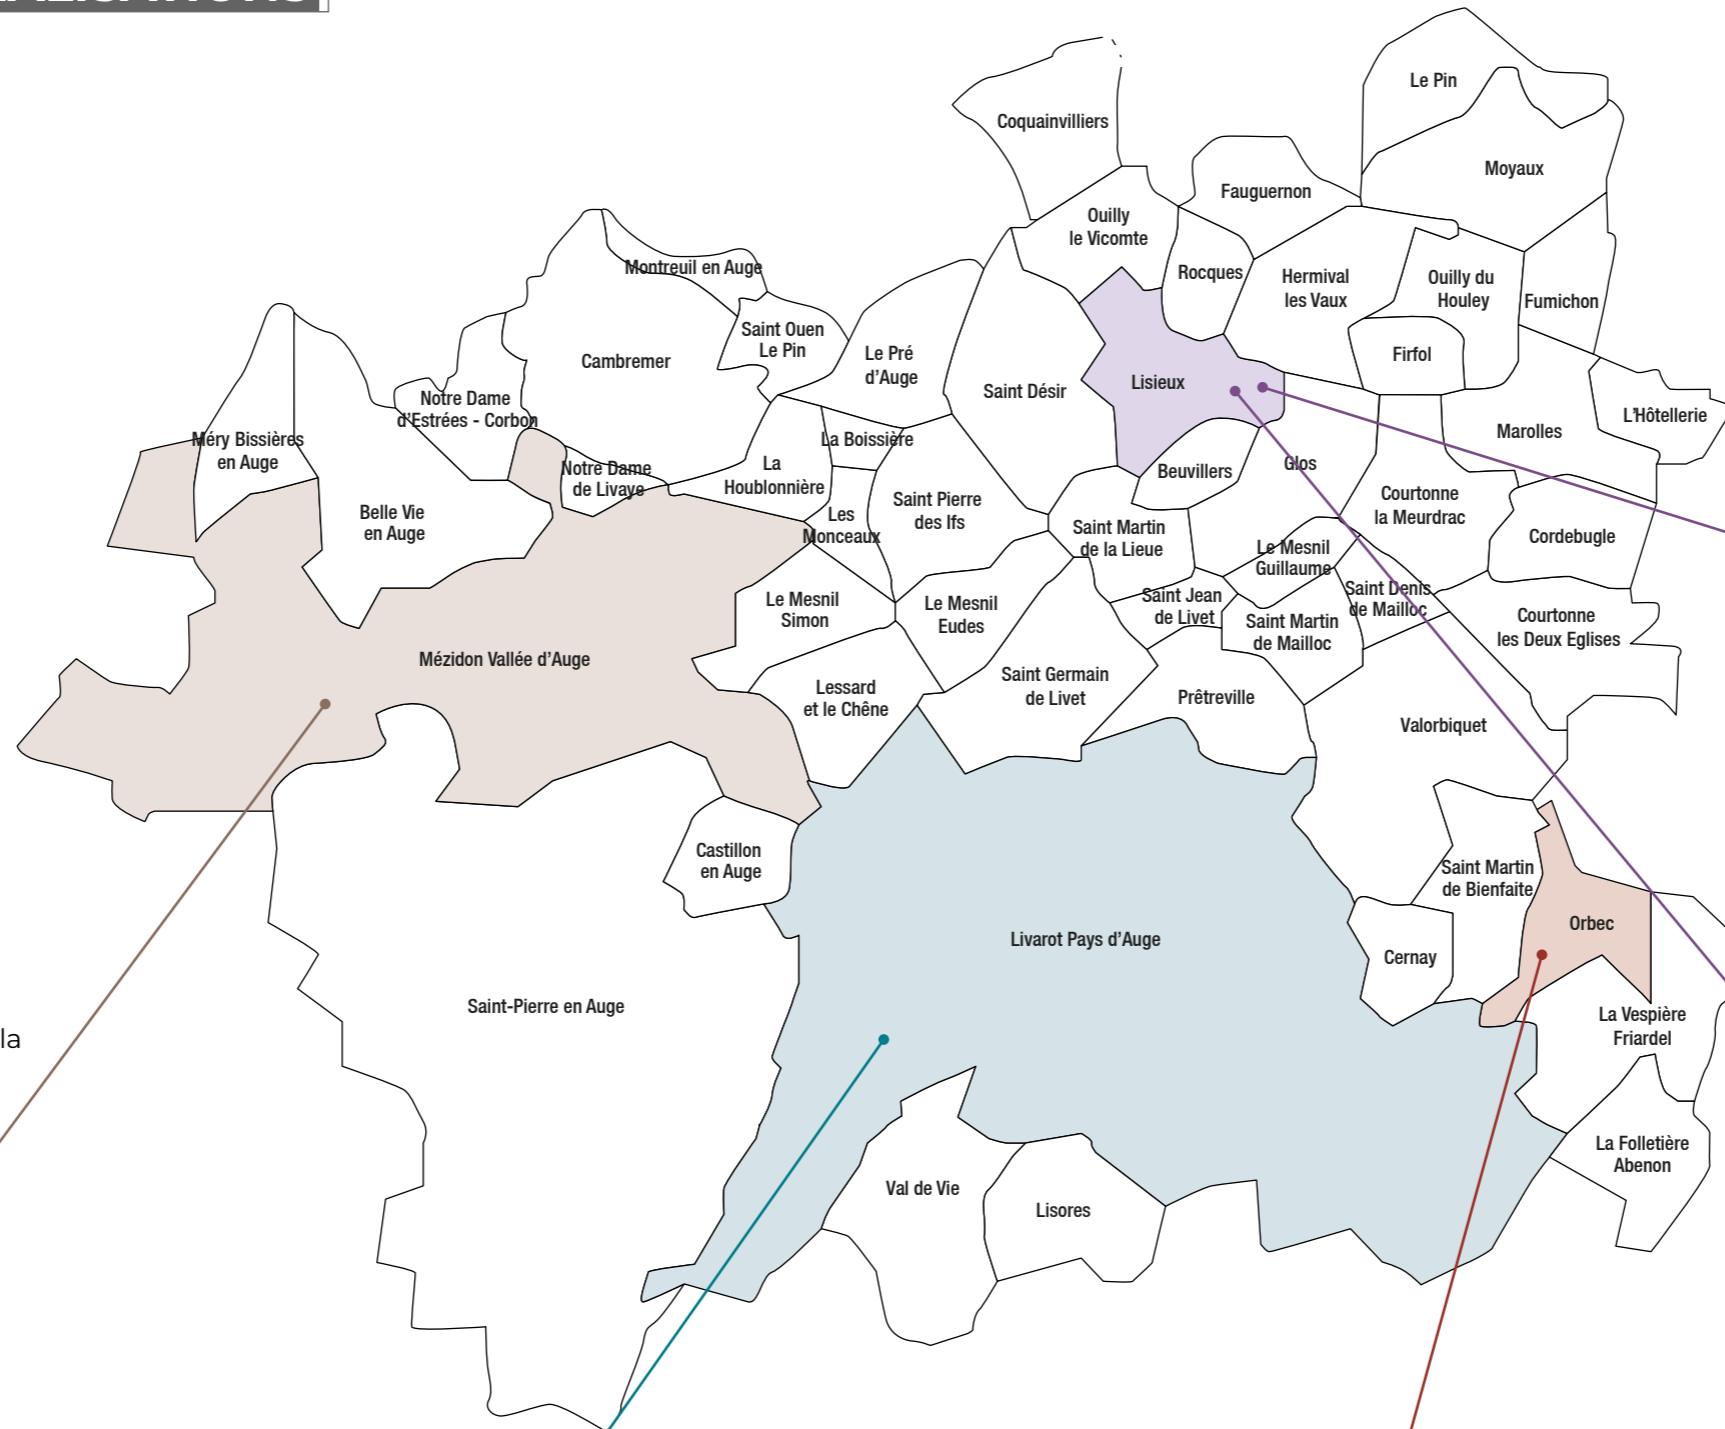 Le Pin
Coquainvilliers
Moyaux
Fauguernon
Ouilly
le Vicomte
Montreuil en Auge
Rocques
Hermival
les Vaux
Ouilly du
Houley
Fumichon
Saint Ouen
Le Pin
Cambremer
Le Pré
d'Auge
Firfol
Saint Désir
Lisieux
Notre Dame
d'Estrées - Corbon
L'Hôtellerie
Marolles
Méry Bissières
en Auge
La Boissière
Notre Dame
de Livaye
La
Houblonnière
Beuvillers
Glos
Belle Vie
en Auge
Les
Monceaux
Saint Pierre
des Ifs
Saint Martin
de la Lieue
Courtonne
la Meurdrac
Cordebugle
Le Mesnil
Guillaume
Le Mesnil
Simon
Le Mesnil
Eudes
Saint Jean
de Livet
Saint Denis
de Mailloc
Saint Martin
de Mailloc
Courtonne
les Deux Eglises
Mézidon Vallée d'Auge
Lessard
et le Chêne
Saint Germain
de Livet
Prêtreville
Valorbiquet
Castillon
en Auge
Saint Martin
de Bienfaite
Livarot Pays d'Auge
Orbec
Cernay
Saint-Pierre en Auge
La Vespière
Friardel
la
La Folletière
Abenon
Val de Vie
Lisores